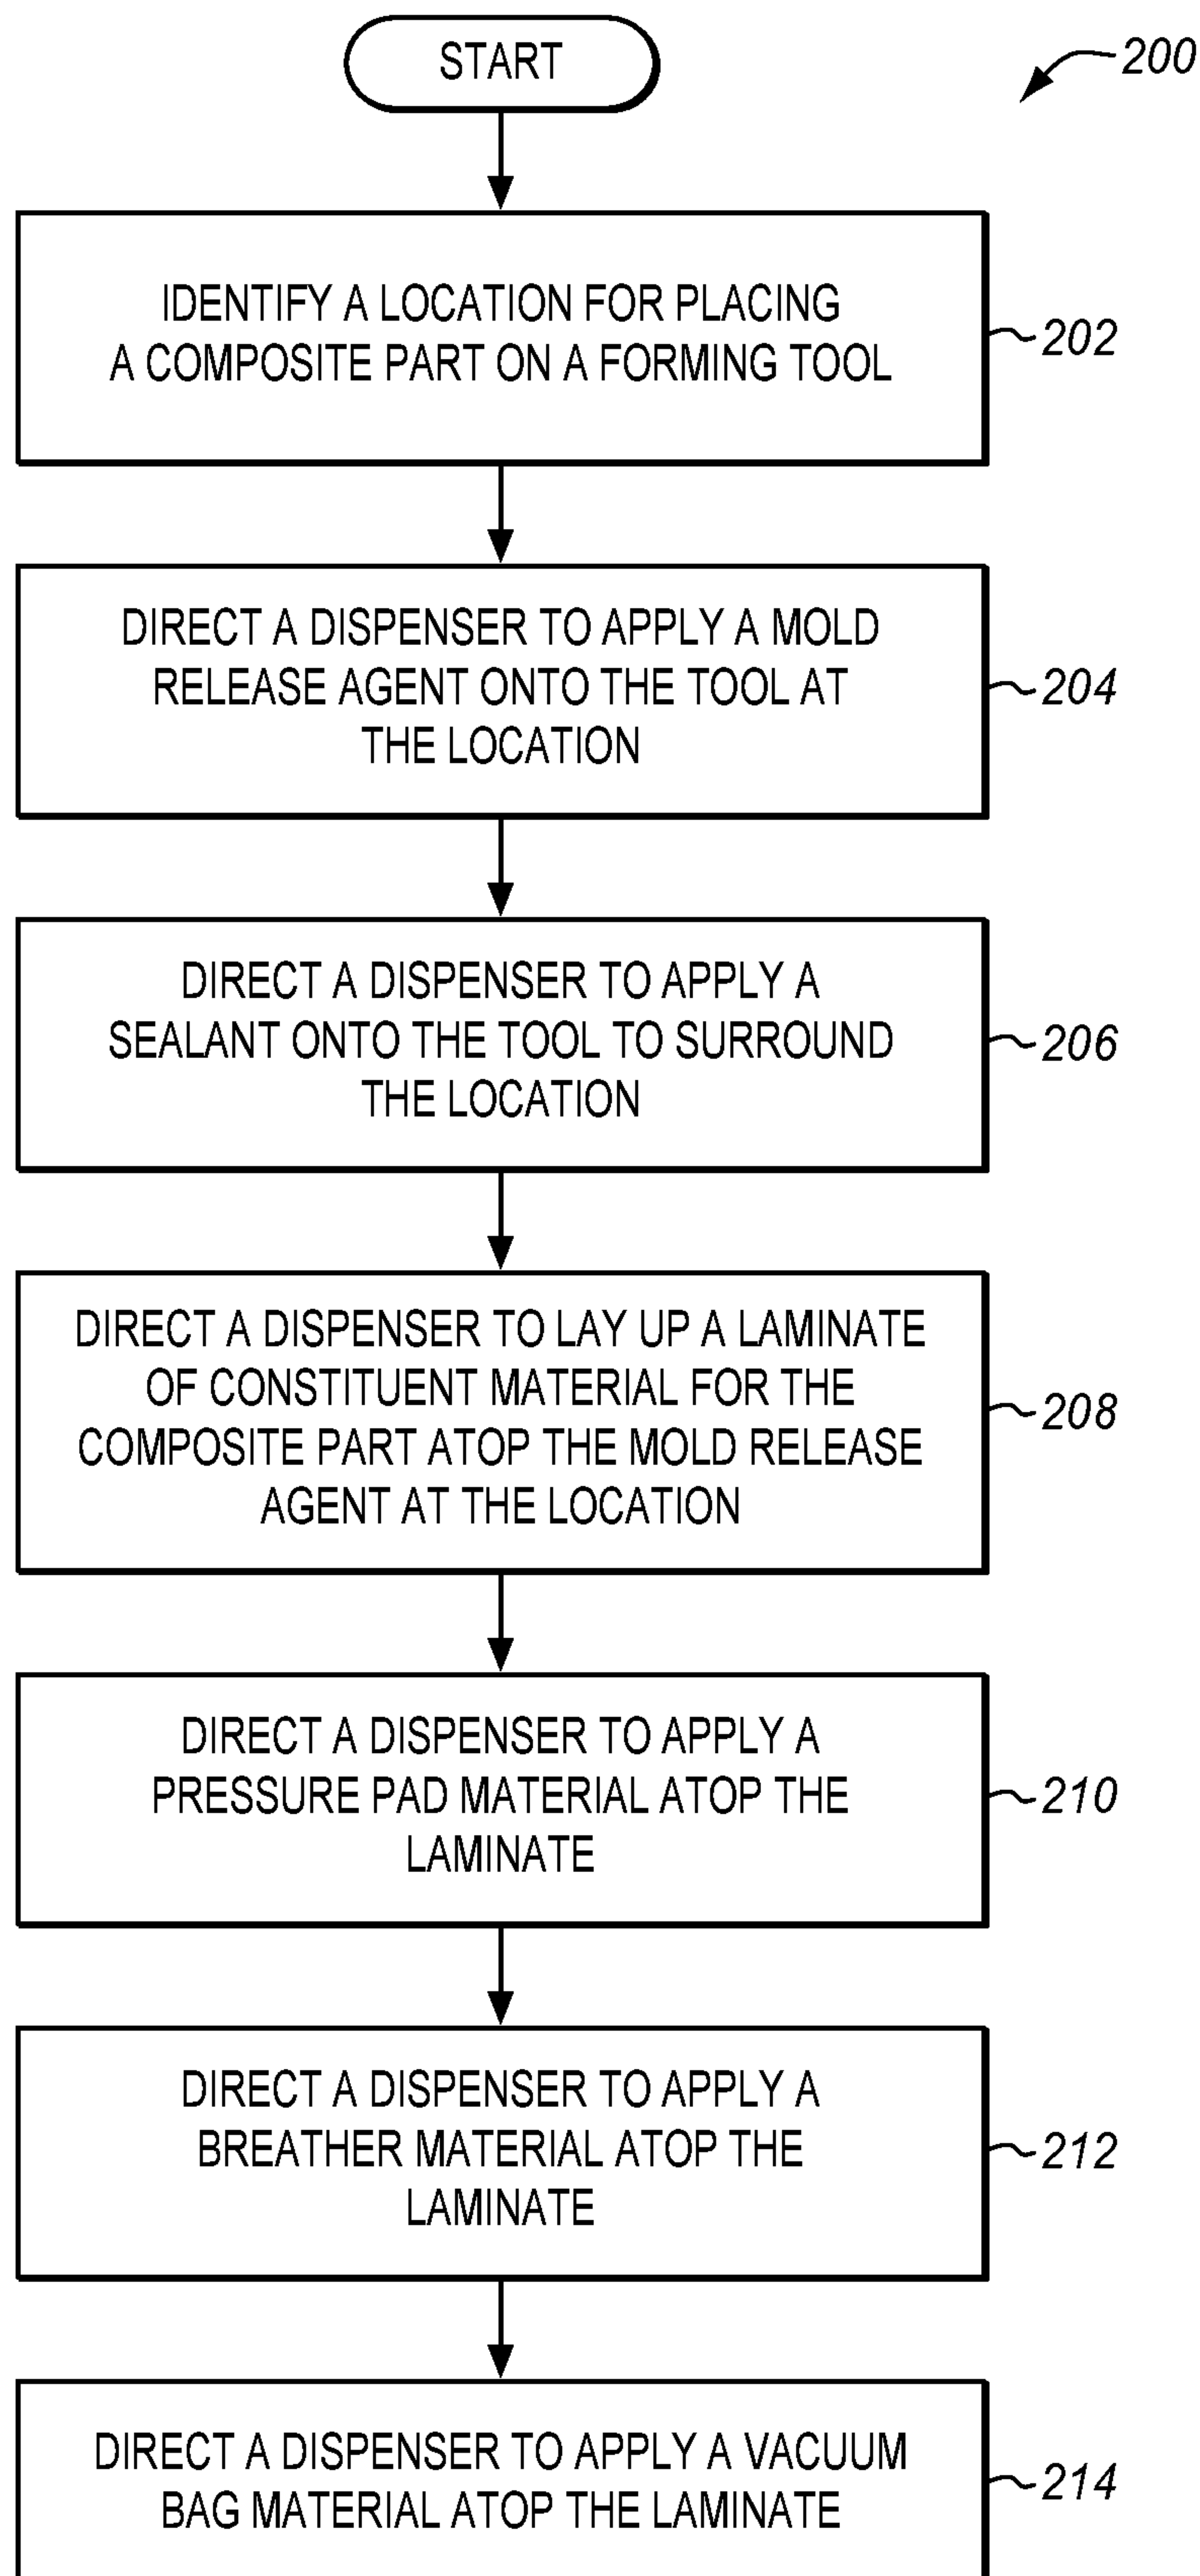 START
200
IDENTIFY A LOCATION FOR PLACING
A COMPOSITE PART ON A FORMING TOOL
202
DIRECT A DISPENSER TO APPLY A MOLD
RELEASE AGENT ONTO THE TOOL AT
THE LOCATION
204
DIRECT A DISPENSER TO APPLY A
SEALANT ONTO THE TOOL TO SURROUND
THE LOCATION
206
DIRECT A DISPENSER TO LAY UP A LAMINATE
OF CONSTITUENT MATERIAL FOR THE
COMPOSITE PART ATOP THE MOLD RELEASE
AGENT AT THE LOCATION
208
DIRECT A DISPENSER TO APPLY A
PRESSURE PAD MATERIAL ATOP THE
LAMINATE
210
DIRECT A DISPENSER TO APPLY A
BREATHER MATERIAL ATOP THE
LAMINATE
212
DIRECT A DISPENSER TO APPLY A VACUUM
BAG MATERIAL ATOP THE LAMINATE
214